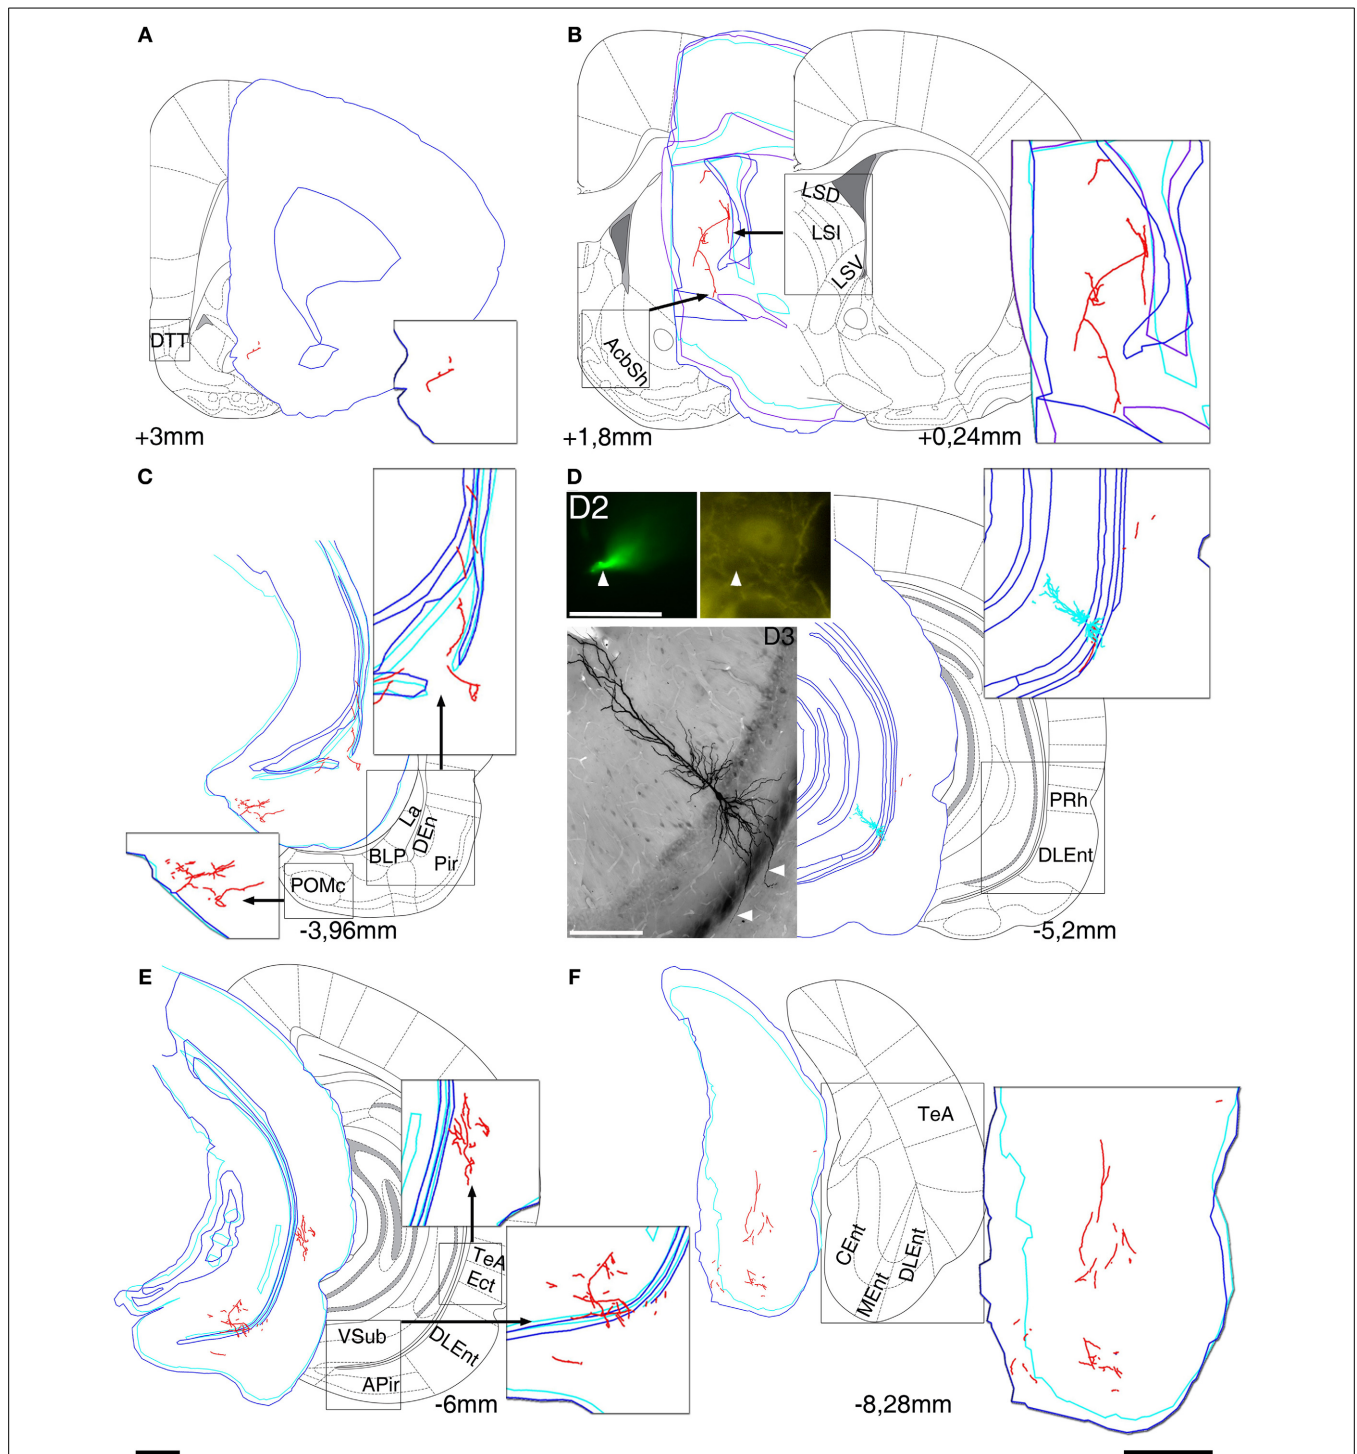 A
DTT
+3mm
B
LSD
LSI
LSV
AcbSh
+1,8mm
+0,24mm
C
La
DEn
BLP
Pir
POMc
-3,96mm
D
D2
D3
PRh
DLEnt
-5,2mm
E
TeA
Ect
VSub
DLEnt
APir
-6mm
F
TeA
CEnt
DLEnt
MEnt
-8,28mm